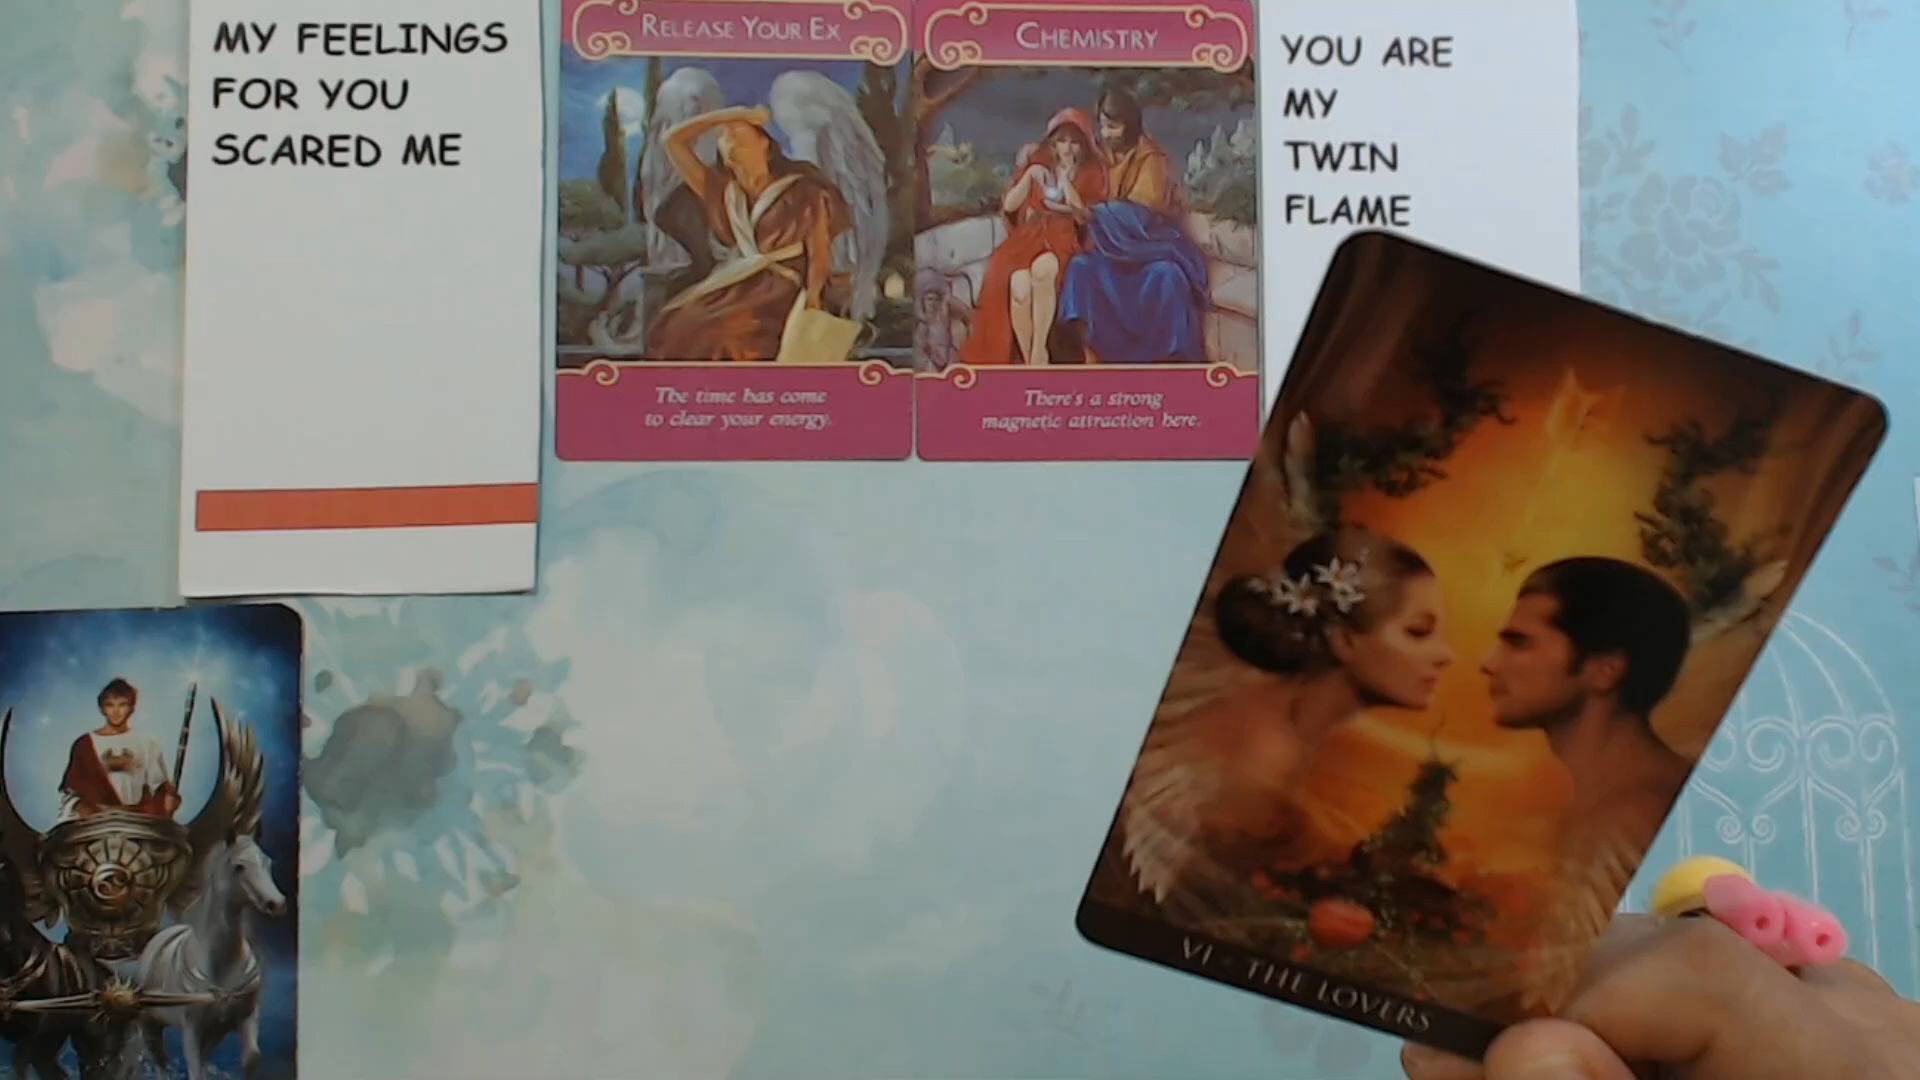 MY FEELINGS
FOR YOU
SCARED ME
RELEASE YOUR EX
The time has come
to clear your energy.
CHEMISTRY
There's a strong
magnetic attraction here.
YOU ARE
MY
TWIN
FLAME
VI - THE LOVERS